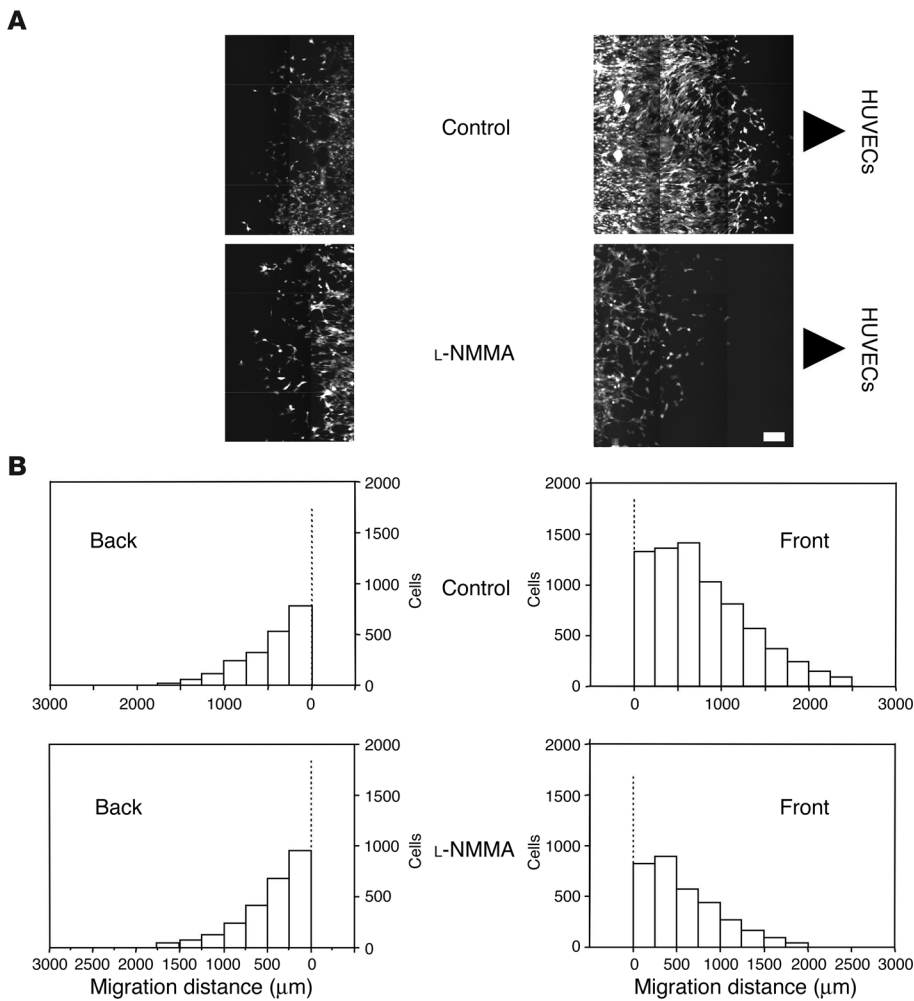 A
Control
HUVECs
L-NMMA
HUVECs
B
2000
1500
1000
500
0
Cells
Back
3000 2000 1000 0
Control
2000
1500
1000
500
0
Cells
Front
0 1000 2000 3000
2000
1500
1000
500
0
Cells
Back
3000 2500 2000 1500 1000 500 0
Migration distance (μm)
L-NMMA
2000
1500
1000
500
0
Cells
Front
0 500 1000 1500 2000 2500 3000
Migration distance (μm)